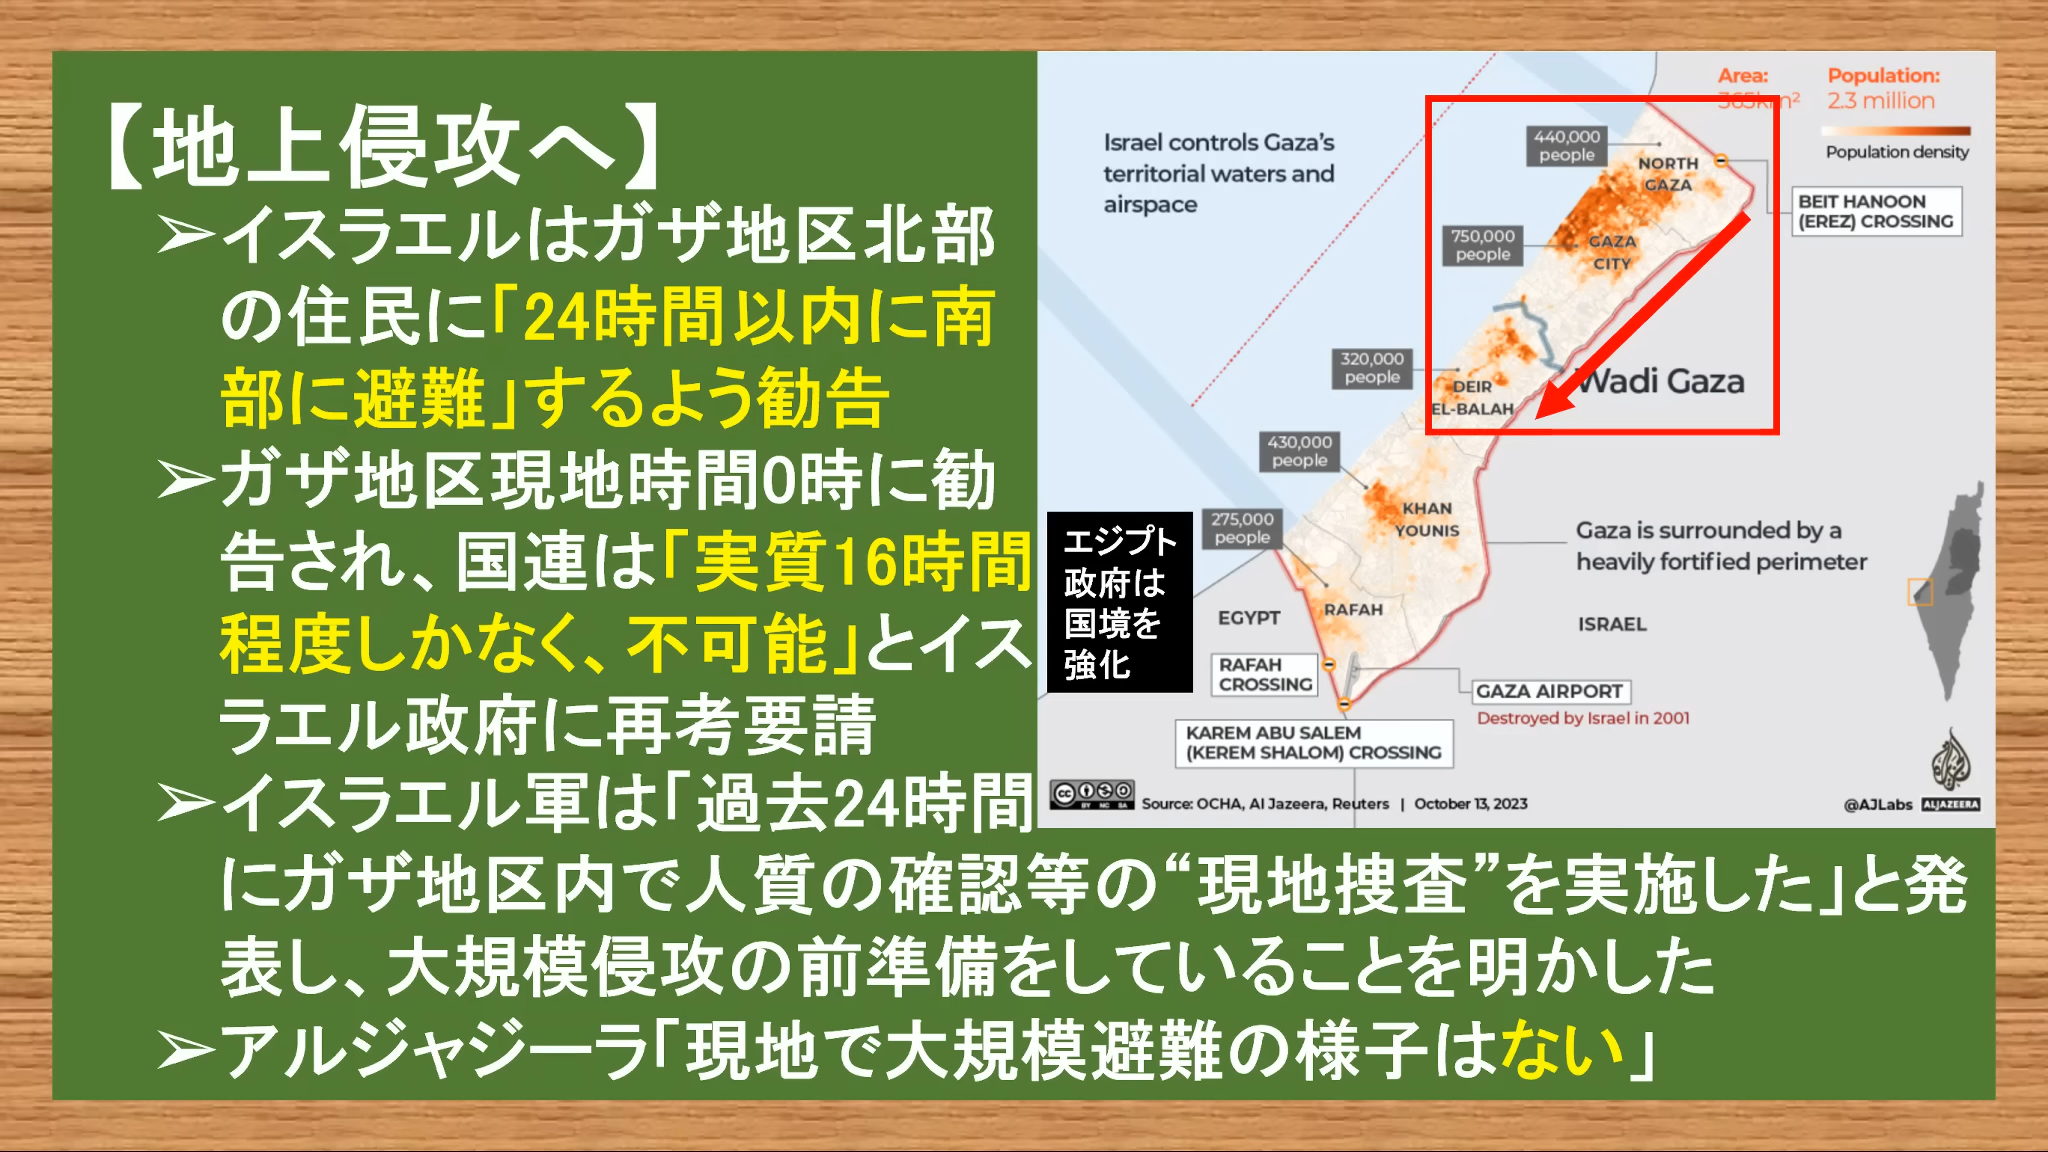 【地上侵攻へ】
➢イスラエルはガザ地区北部
の住民に「24時間以内に南
部に避難」するよう勧告
➢ガザ地区現地時間0時に勧
告され、国連は「実質16時間
程度しかなく、不可能」とイス
ラエル政府に再考要請
➢イスラエル軍は「過去24時間
にガザ地区内で人質の確認等の“現地捜査”を実施した」と発
表し、大規模侵攻の前準備をしていることを明かした
➢アルジャジーラ「現地で大規模避難の様子はない」
Israel controls Gaza’s
territorial waters and
airspace
Area:
365km²
Population:
2.3 million
Population density
440,000
people
NORTH
GAZA
BEIT HANOON
(EREZ) CROSSING
750,000
people
GAZA
CITY
320,000
people
DEIR
EL-BALAH
Wadi Gaza
430,000
people
KHAN
YOUNIS
275,000
people
RAFAH
Gaza is surrounded by a
heavily fortified perimeter
エジプト
政府は
国境を
強化
EGYPT
ISRAEL
RAFAH
CROSSING
GAZA AIRPORT
Destroyed by Israel in 2001
KAREM ABU SALEM
(KEREM SHALOM) CROSSING
cc BY NC SA
Source: OCHA, Al Jazeera, Reuters | October 13, 2023
@AJLabs ALJAZEERA